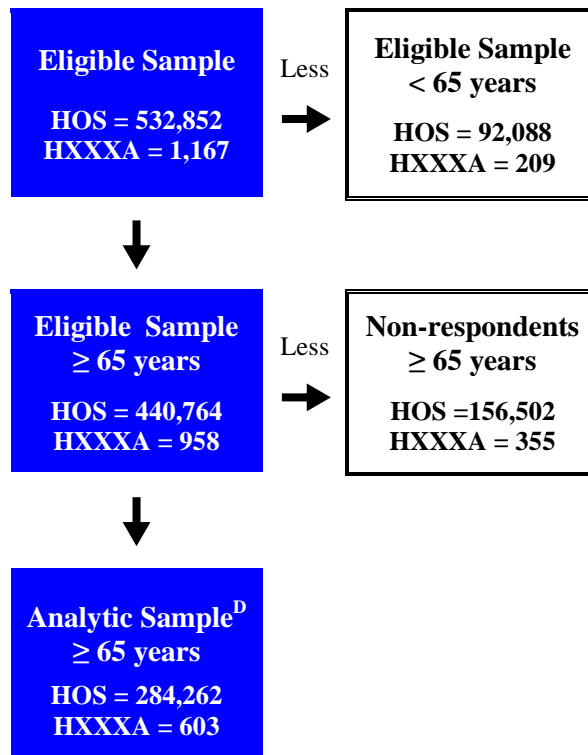 Eligible Sample
HOS = 532,852
HXXXA = 1,167
Less
Eligible Sample
< 65 years
HOS = 92,088
HXXXA = 209
Eligible Sample
≥ 65 years
HOS = 440,764
HXXXA = 958
Less
Non-respondents
≥ 65 years
HOS =156,502
HXXXA = 355
Analytic Sample^D
≥ 65 years
HOS = 284,262
HXXXA = 603